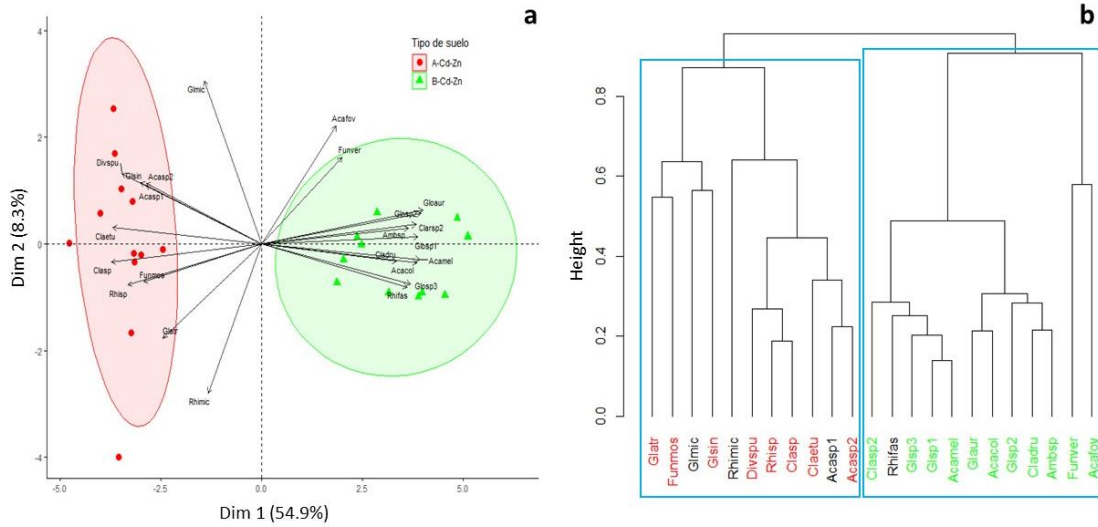 a
Tipo de suelo
A-Cd-Zn
B-Cd-Zn
4
2
0
-2
-4
Dim 2 (8.3%)
Glmic
Acafov
Funver
Divspu
Glsin
Acasp2
Acasp1
Claetu
Clasp
Funmos
Rhisp
Glatr
Rhimic
Gloaur
Glosp2
Clarsp2
Ambsp
Glosp1
Cladru
Acamel
Acacol
Glosp3
Rhifas
-5.0
-2.5
0.0
2.5
5.0
Dim 1 (54.9%)
b
Height
0.8
0.6
0.4
0.2
0.0
Glatr
Funmos
Glmic
Glsin
Rhimic
Divspu
Rhisp
Clasp
Claetu
Acasp1
Acasp2
Clasp2
Rhifas
Glsp3
Glsp1
Acamel
Glaur
Acacol
Glsp2
Cladru
Ambsp
Funver
Acafov